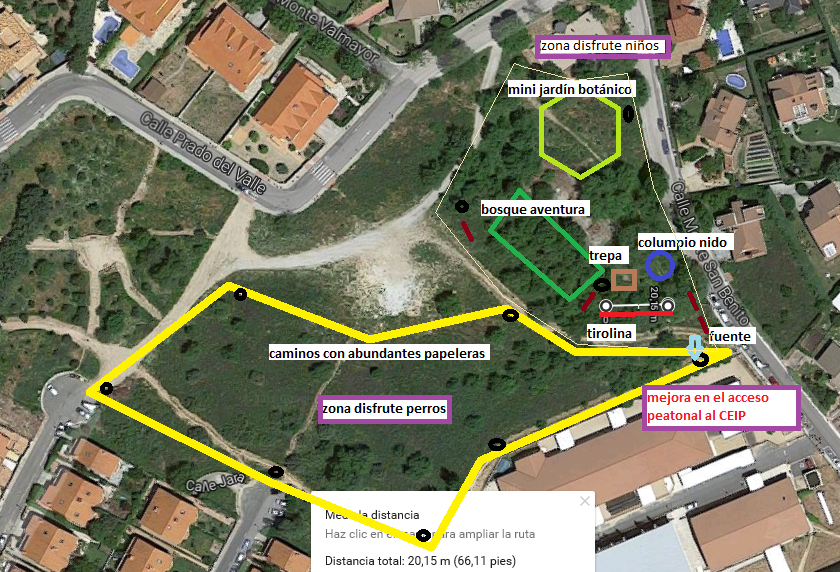 Monte Valmayor
zona disfrute niños
mini jardín botánico
Calle Prado del Valle
bosque aventura
columpio nido
trepa
20,15 m
tirolina
fuente
caminos con abundantes papeleras
mejora en el acceso
peatonal al CEIP
zona disfrute perros
Calle Jara
distancia
Haz clic en el para ampliar la ruta
Distancia total: 20,15 m (66,11 pies)